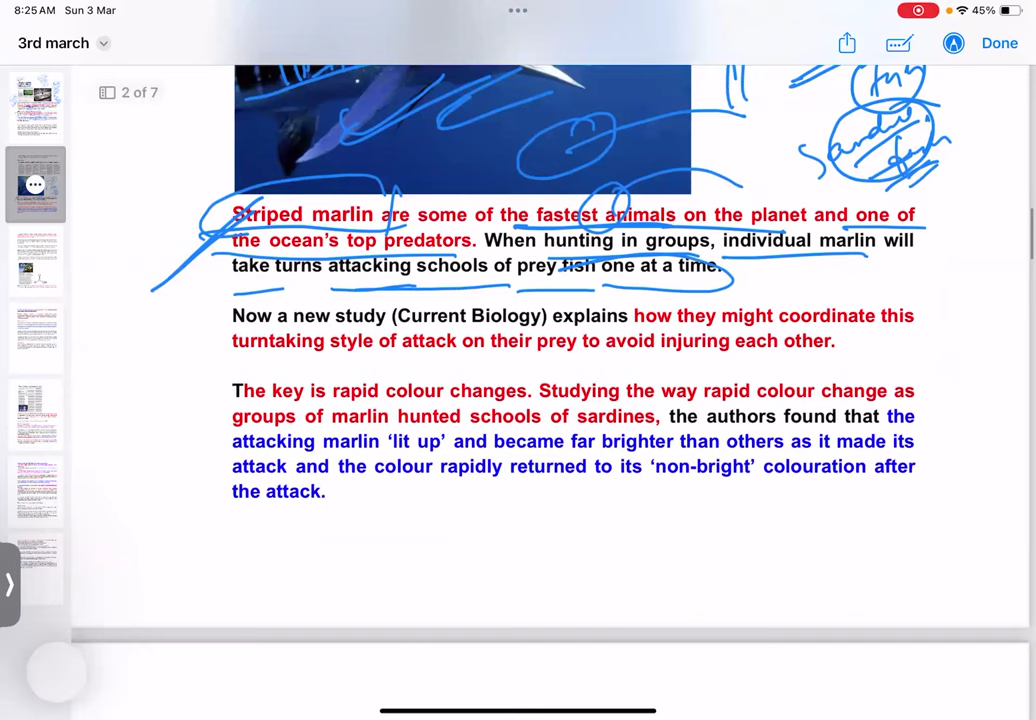 8:25 AM Sun 3 Mar
45%
3rd march
Done
2 of 7
Striped marlin are some of the fastest animals on the planet and one of
the ocean's top predators. When hunting in groups, individual marlin will
take turns attacking schools of prey fish one at a time.
Now a new study (Current Biology) explains how they might coordinate this
turntaking style of attack on their prey to avoid injuring each other.
The key is rapid colour changes. Studying the way rapid colour change as
groups of marlin hunted schools of sardines, the authors found that the
attacking marlin 'lit up' and became far brighter than others as it made its
attack and the colour rapidly returned to its 'non-bright' colouration after
the attack.